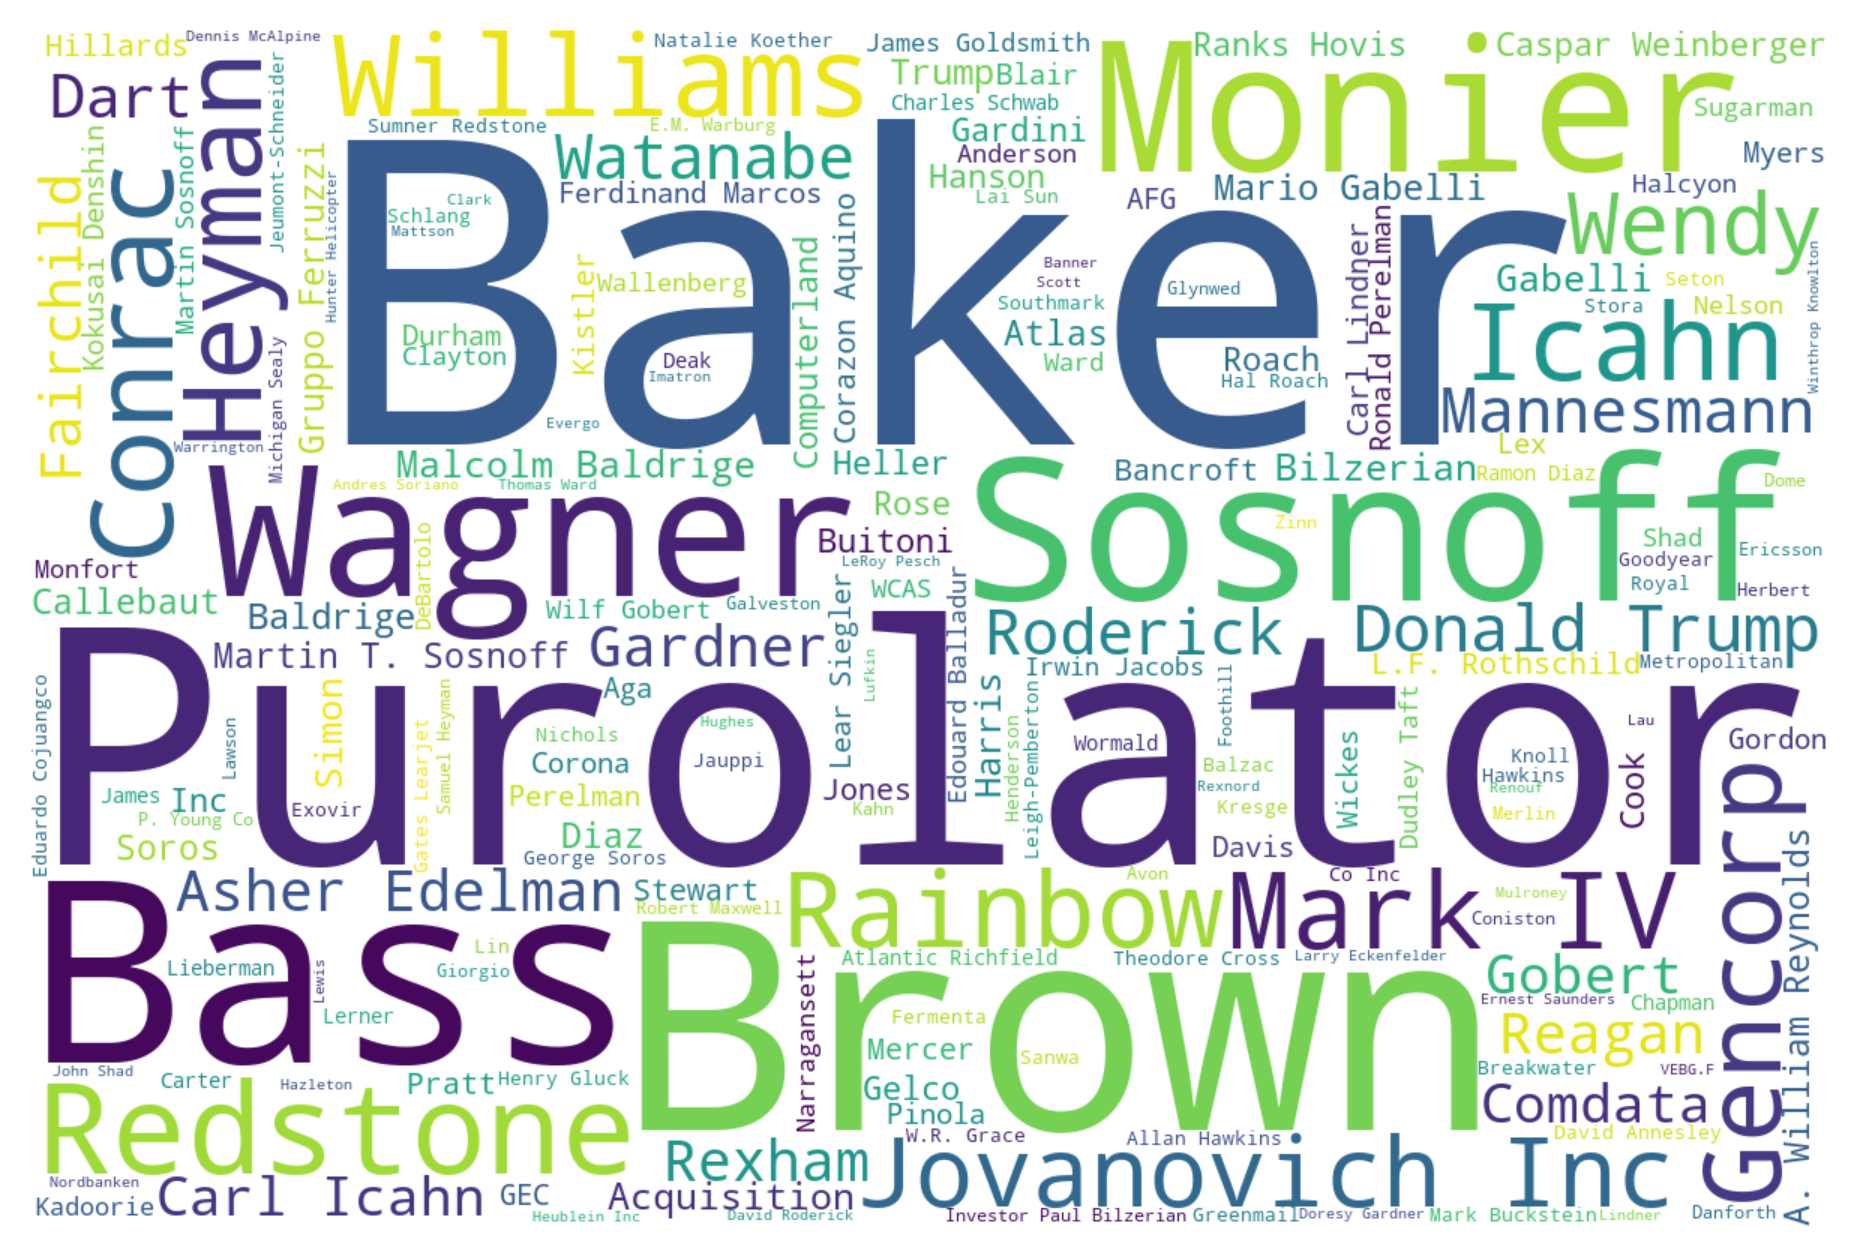 Hillards
Dennis McAlpine
Williams
Natalie Koether
James Goldsmith
Monier
Ranks Hovis
Caspar Weinberger
Dart
Heyman
Jeumont-Schneider
Trump
Blair
Charles Schwab
Sugarman
Sumner Redstone
E.M. Warburg
Gardini
Kokusai Denshin
Martin Sosnoff
Watanabe
Anderson
Myers
Conrac
Gruppo Ferruzzi
Hunter Helicopter
Baker
Ferdinand Marcos
Hanson
Lai Sun
AFG
Mario Gabelli
Halcyon
Fairchild
Clark
Schlang
Mattson
Corazon Aquino
Carl Lindner
Ronald Perelman
Wendy
Computerland
Kistler
Wallenberg
Banner
Scott
Glynwed
Southmark
Gabelli
Seton
Winthrop Knowlton
Stora
Nelson
Durham
Clayton
Deak
Imatron
Atlas
Ward
Roach
Hal Roach
Icahn
Michigan Sealy
Evergo
Mannesmann
Warrington
Malcolm Baldrige
Heller
Bancroft
Bilzerian
Lex
Ramon Diaz
Dome
Wagner
Andres Soriano
Thomas Ward
Rose
Sosnoff
Zinn
Buitoni
Shad
Ericsson
Monfort
DeBartolo
LeRoy Pesch
Goodyear
Callebaut
Baldrige
Wilf Gobert
Galveston
WCAS
Royal
Herbert
Lear Siegler
Edouard Balladur
Martin T. Sosnoff
Gardner
Roderick
Donald Trump
Purolator
Lufkin
Irwin Jacobs
L.F. Rothschild
Metropolitan
Eduardo Cojuangco
Lawson
Simon
Gates Learjet
Samuel Heyman
Aga
Nichols
Hughes
Harris
Henderson
Leigh-Pemberton
Foothill
Dudley Taft
Lau
Corona
Jauppi
Wormald
Gordon
James
Inc
P. Young Co
Exovir
Perelman
Jones
Kahn
Balzac
Rexnord
Kresge
Wickes
Knoll
Hawkins
Renouf
Merlin
Cook
Soros
Diaz
George Soros
Davis
Gencorp
A. William Reynolds
Bass
Asher Edelman
Stewart
Rainbow
Avon
Mark IV
Co Inc
Mulroney
Robert Maxwell
Coniston
Brown
Lin
Lieberman
Lewis
Giorgio
Narragansett
Atlantic Richfield
Theodore Cross
Larry Eckenfelder
Gobert
Ernest Saunders
Chapman
Lerner
Fermenta
Reagan
Mercer
Sanwa
John Shad
Carter
Hazleton
Pratt
Henry Gluck
Gelco
Breakwater
VEBG.F
Redstone
Pinola
Comdata
W.R. Grace
Allan Hawkins
David Annesley
Rexham
Jovanovich Inc
Nordbanken
Kadoorie
Carl Icahn
GEC
Acquisition
Heublein Inc
David Roderick
Investor Paul Bilzerian
Greenmail
Doresy Gardner
Mark Buckstein
Lindner
Danforth